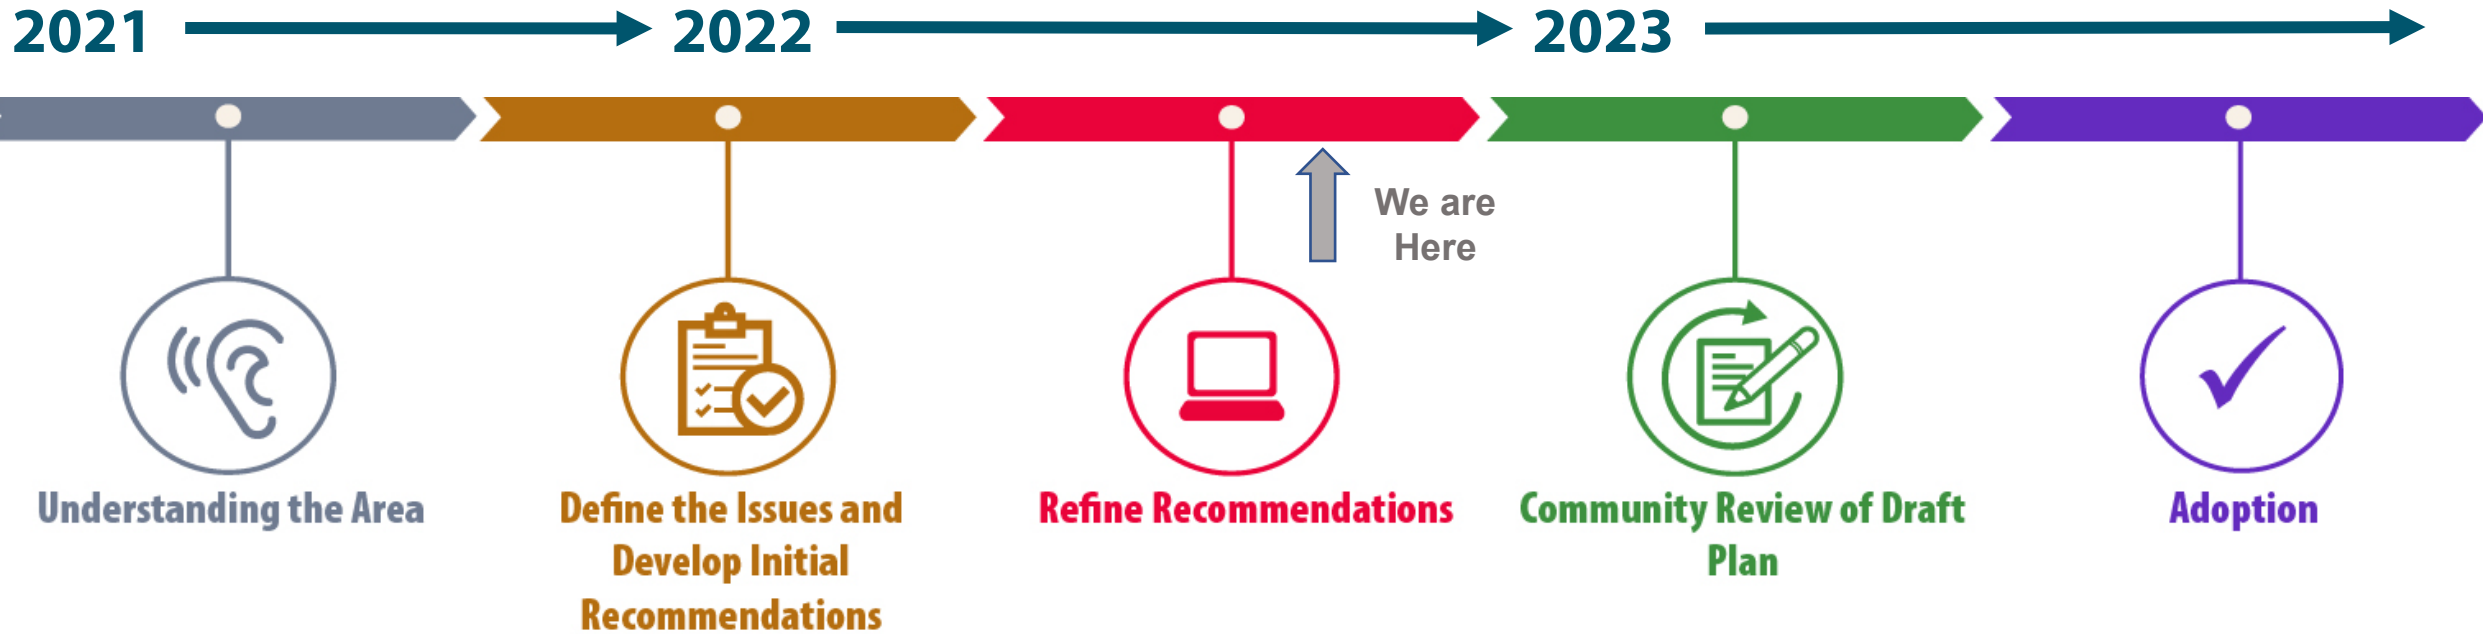 2021
2022
2023
We are
Here
Understanding the Area
Define the Issues and
Develop Initial
Recommendations
Refine Recommendations
Community Review of Draft
Plan
Adoption